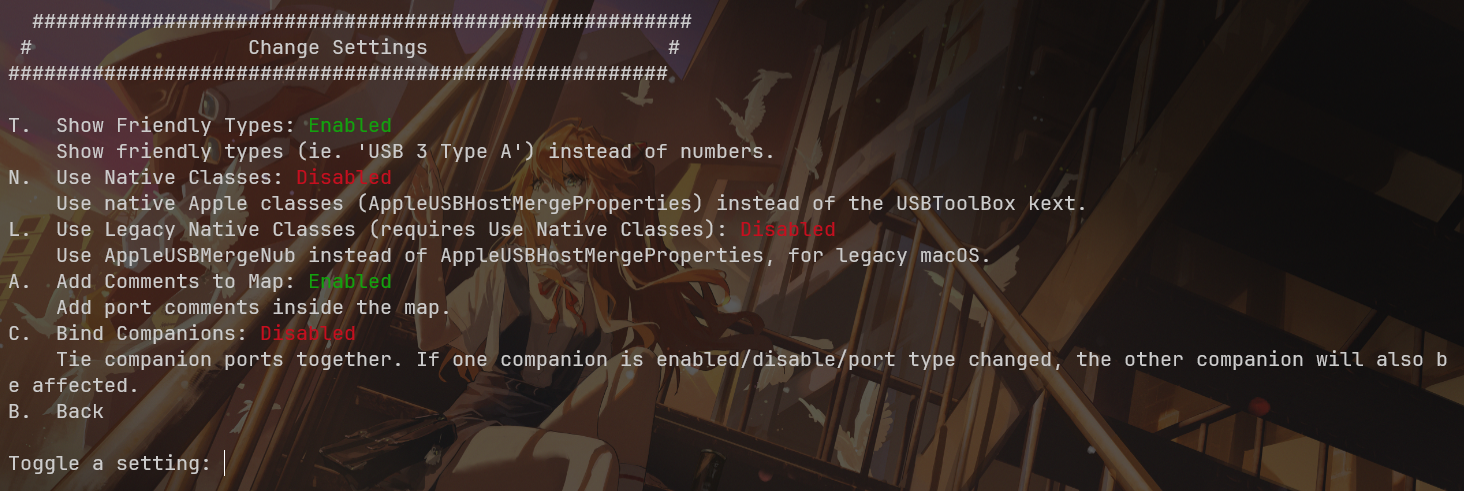 #######################################################
#                  Change Settings                    #
#######################################################
T.  Show Friendly Types: Enabled
Show friendly types (ie. 'USB 3 Type A') instead of numbers.
N.  Use Native Classes: Disabled
Use native Apple classes (AppleUSBHostMergeProperties) instead of the USBToolBox kext.
L.  Use Legacy Native Classes (requires Use Native Classes): Disabled
Use AppleUSBMergeNub instead of AppleUSBHostMergeProperties, for legacy macOS.
A.  Add Comments to Map: Enabled
Add port comments inside the map.
C.  Bind Companions: Disabled
Tie companion ports together. If one companion is enabled/disable/port type changed, the other companion will also b
e affected.
B.  Back
Toggle a setting: